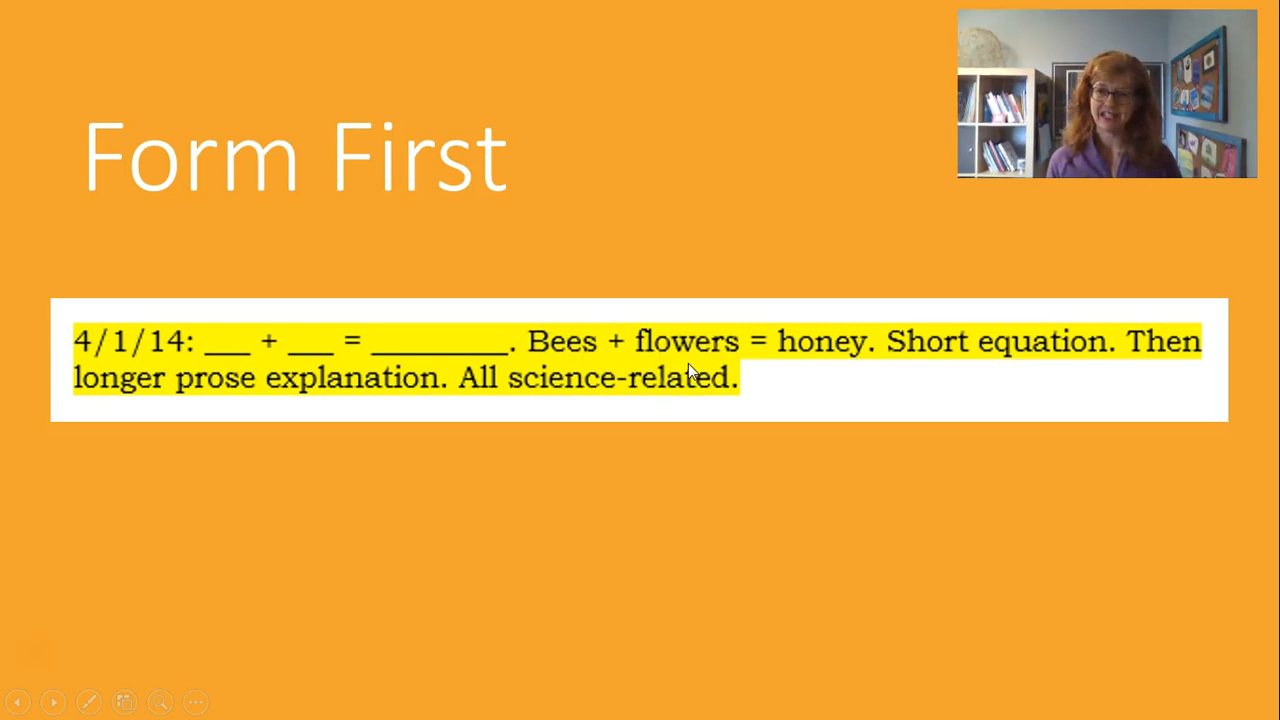 Form First
4/1/14: ___ + ___ = _________. Bees + flowers = honey. Short equation. Then
longer prose explanation. All science-related.